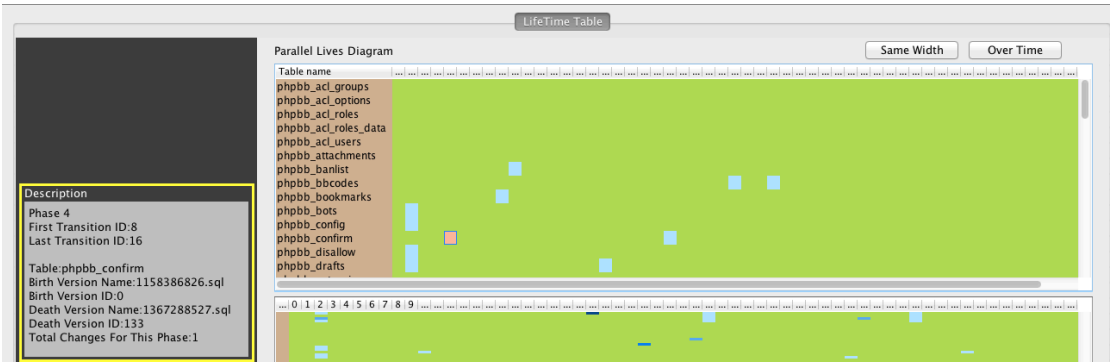 LifeTime Table
Parallel Lives Diagram
Same Width
Over Time
Table name ... ... ... ... ... ... ... ... ... ... ... ... ... ... ... ... ... ... ... ... ... ... ... ... ... ... ... ... ... ... ... ... ... ... ... ... ... ... ... ... ... ... ... ... ... ... ... ... ... ... ... ... ...
phpbb_acl_groups
phpbb_acl_options
phpbb_acl_roles
phpbb_acl_roles_data
phpbb_acl_users
phpbb_attachments
phpbb_banlist
phpbb_bbcodes
phpbb_bookmarks
phpbb_bots
phpbb_config
phpbb_confirm
phpbb_disallow
phpbb_drafts
Description
Phase 4
First Transition ID:8
Last Transition ID:16
Table:phpbb_confirm
Birth Version Name:1158386826.sql
Birth Version ID:0
Death Version Name:1367288527.sql
Death Version ID:133
Total Changes For This Phase:1
... 0 1 2 3 4 5 6 7 8 9 ... ... ... ... ... ... ... ... ... ... ... ... ... ... ... ... ... ... ... ... ... ... ... ... ... ... ... ... ... ... ... ... ... ... ... ... ... ... ... ... ... ... ... ... ... ... ... ... ... ... ...